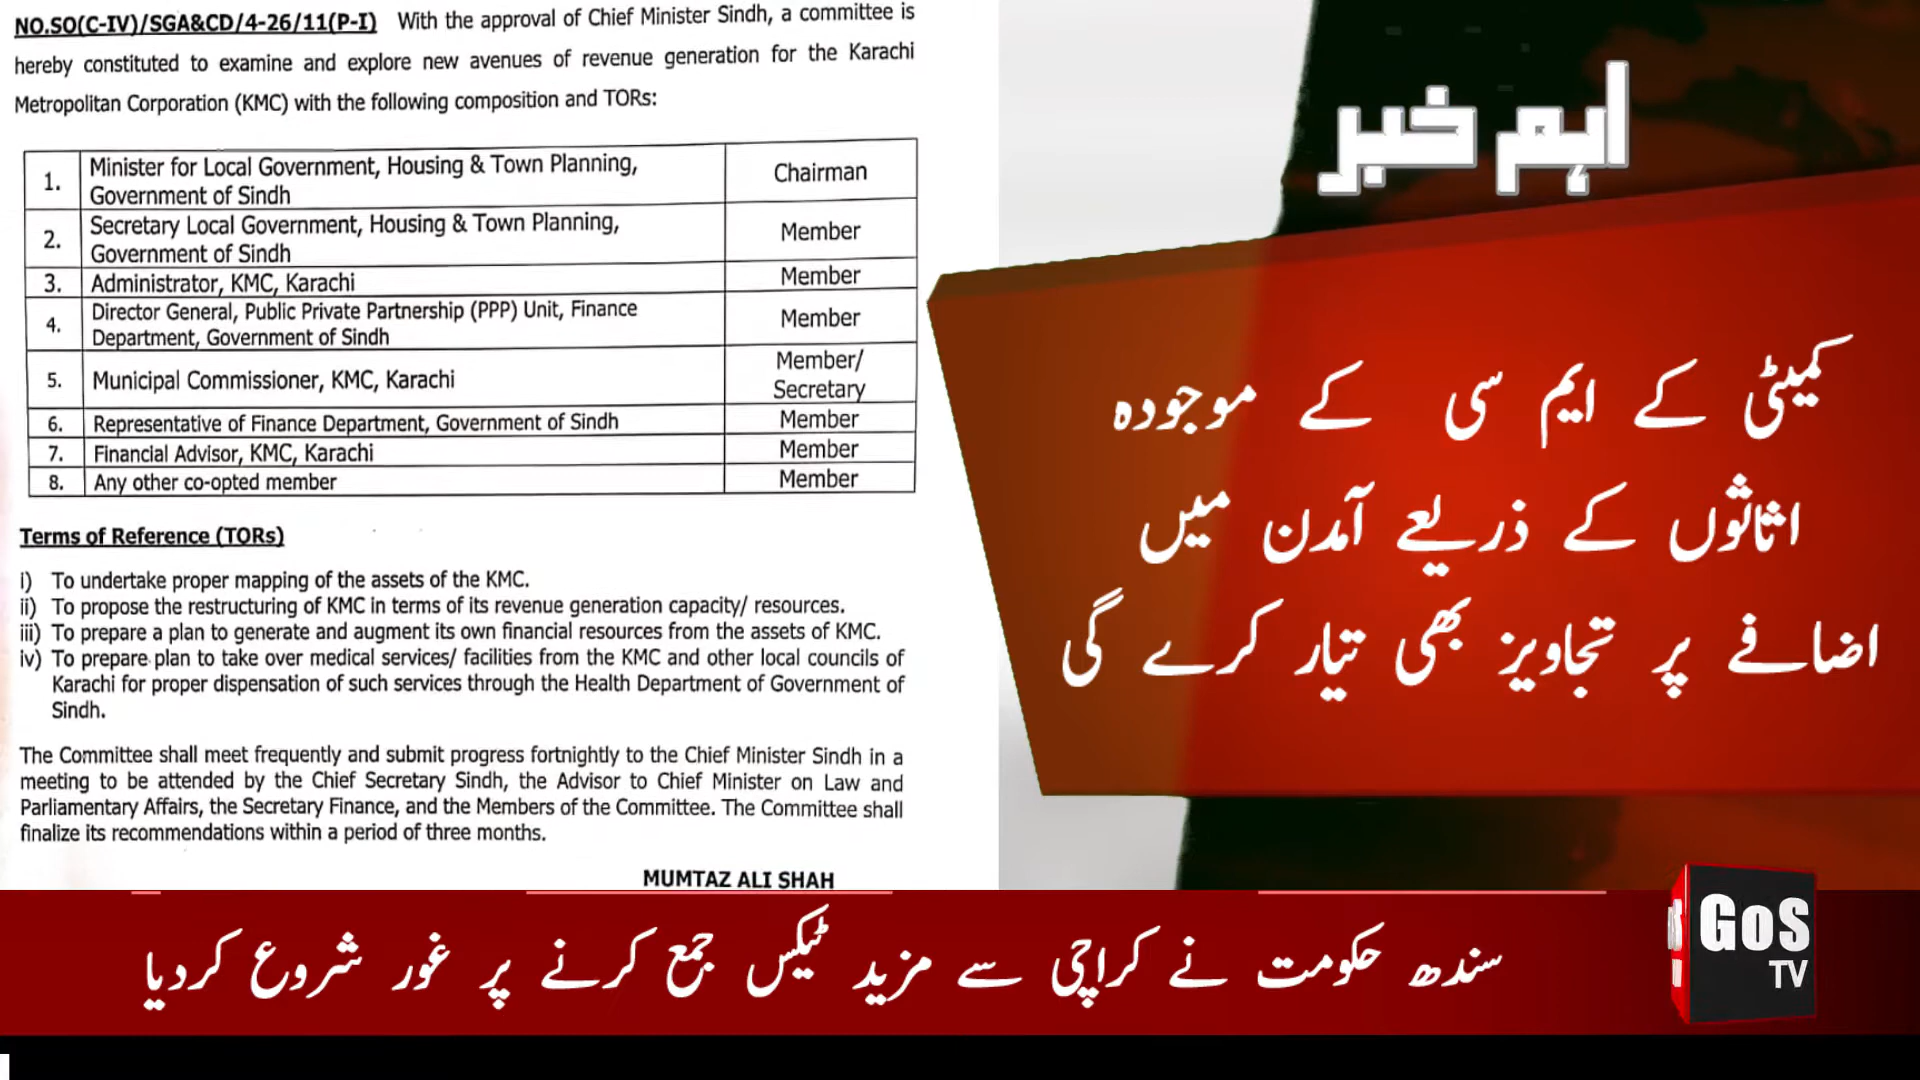 NO.SO(C-IV)/SGA&CD/4-26/11(P-I) With the approval of Chief Minister Sindh, a committee is
hereby constituted to examine and explore new avenues of revenue generation for the Karachi
Metropolitan Corporation (KMC) with the following composition and TORs:
1. Minister for Local Government, Housing & Town Planning, Government of Sindh Chairman
2. Secretary Local Government, Housing & Town Planning, Government of Sindh Member
3. Administrator, KMC, Karachi Member
4. Director General, Public Private Partnership (PPP) Unit, Finance Department, Government of Sindh Member
5. Municipal Commissioner, KMC, Karachi Member/ Secretary
6. Representative of Finance Department, Government of Sindh Member
7. Financial Advisor, KMC, Karachi Member
8. Any other co-opted member Member
Terms of Reference (TORs)
i) To undertake proper mapping of the assets of the KMC.
ii) To propose the restructuring of KMC in terms of its revenue generation capacity/ resources.
iii) To prepare a plan to generate and augment its own financial resources from the assets of KMC.
iv) To prepare plan to take over medical services/ facilities from the KMC and other local councils of
Karachi for proper dispensation of such services through the Health Department of Government of
Sindh.
The Committee shall meet frequently and submit progress fortnightly to the Chief Minister Sindh in a
meeting to be attended by the Chief Secretary Sindh, the Advisor to Chief Minister on Law and
Parliamentary Affairs, the Secretary Finance, and the Members of the Committee. The Committee shall
finalize its recommendations within a period of three months.
MUMTAZ ALI SHAH
اہم خبر
کمیٹی کے ایم سی کے موجودہ
اثاثوں کے ذریعے آمدن میں
اضافے پر تجاویز بھی تیار کرے گی
سندھ حکومت نے کراچی سے مزید ٹیکس جمع کرنے پر غور شروع کردیا
GoS
TV